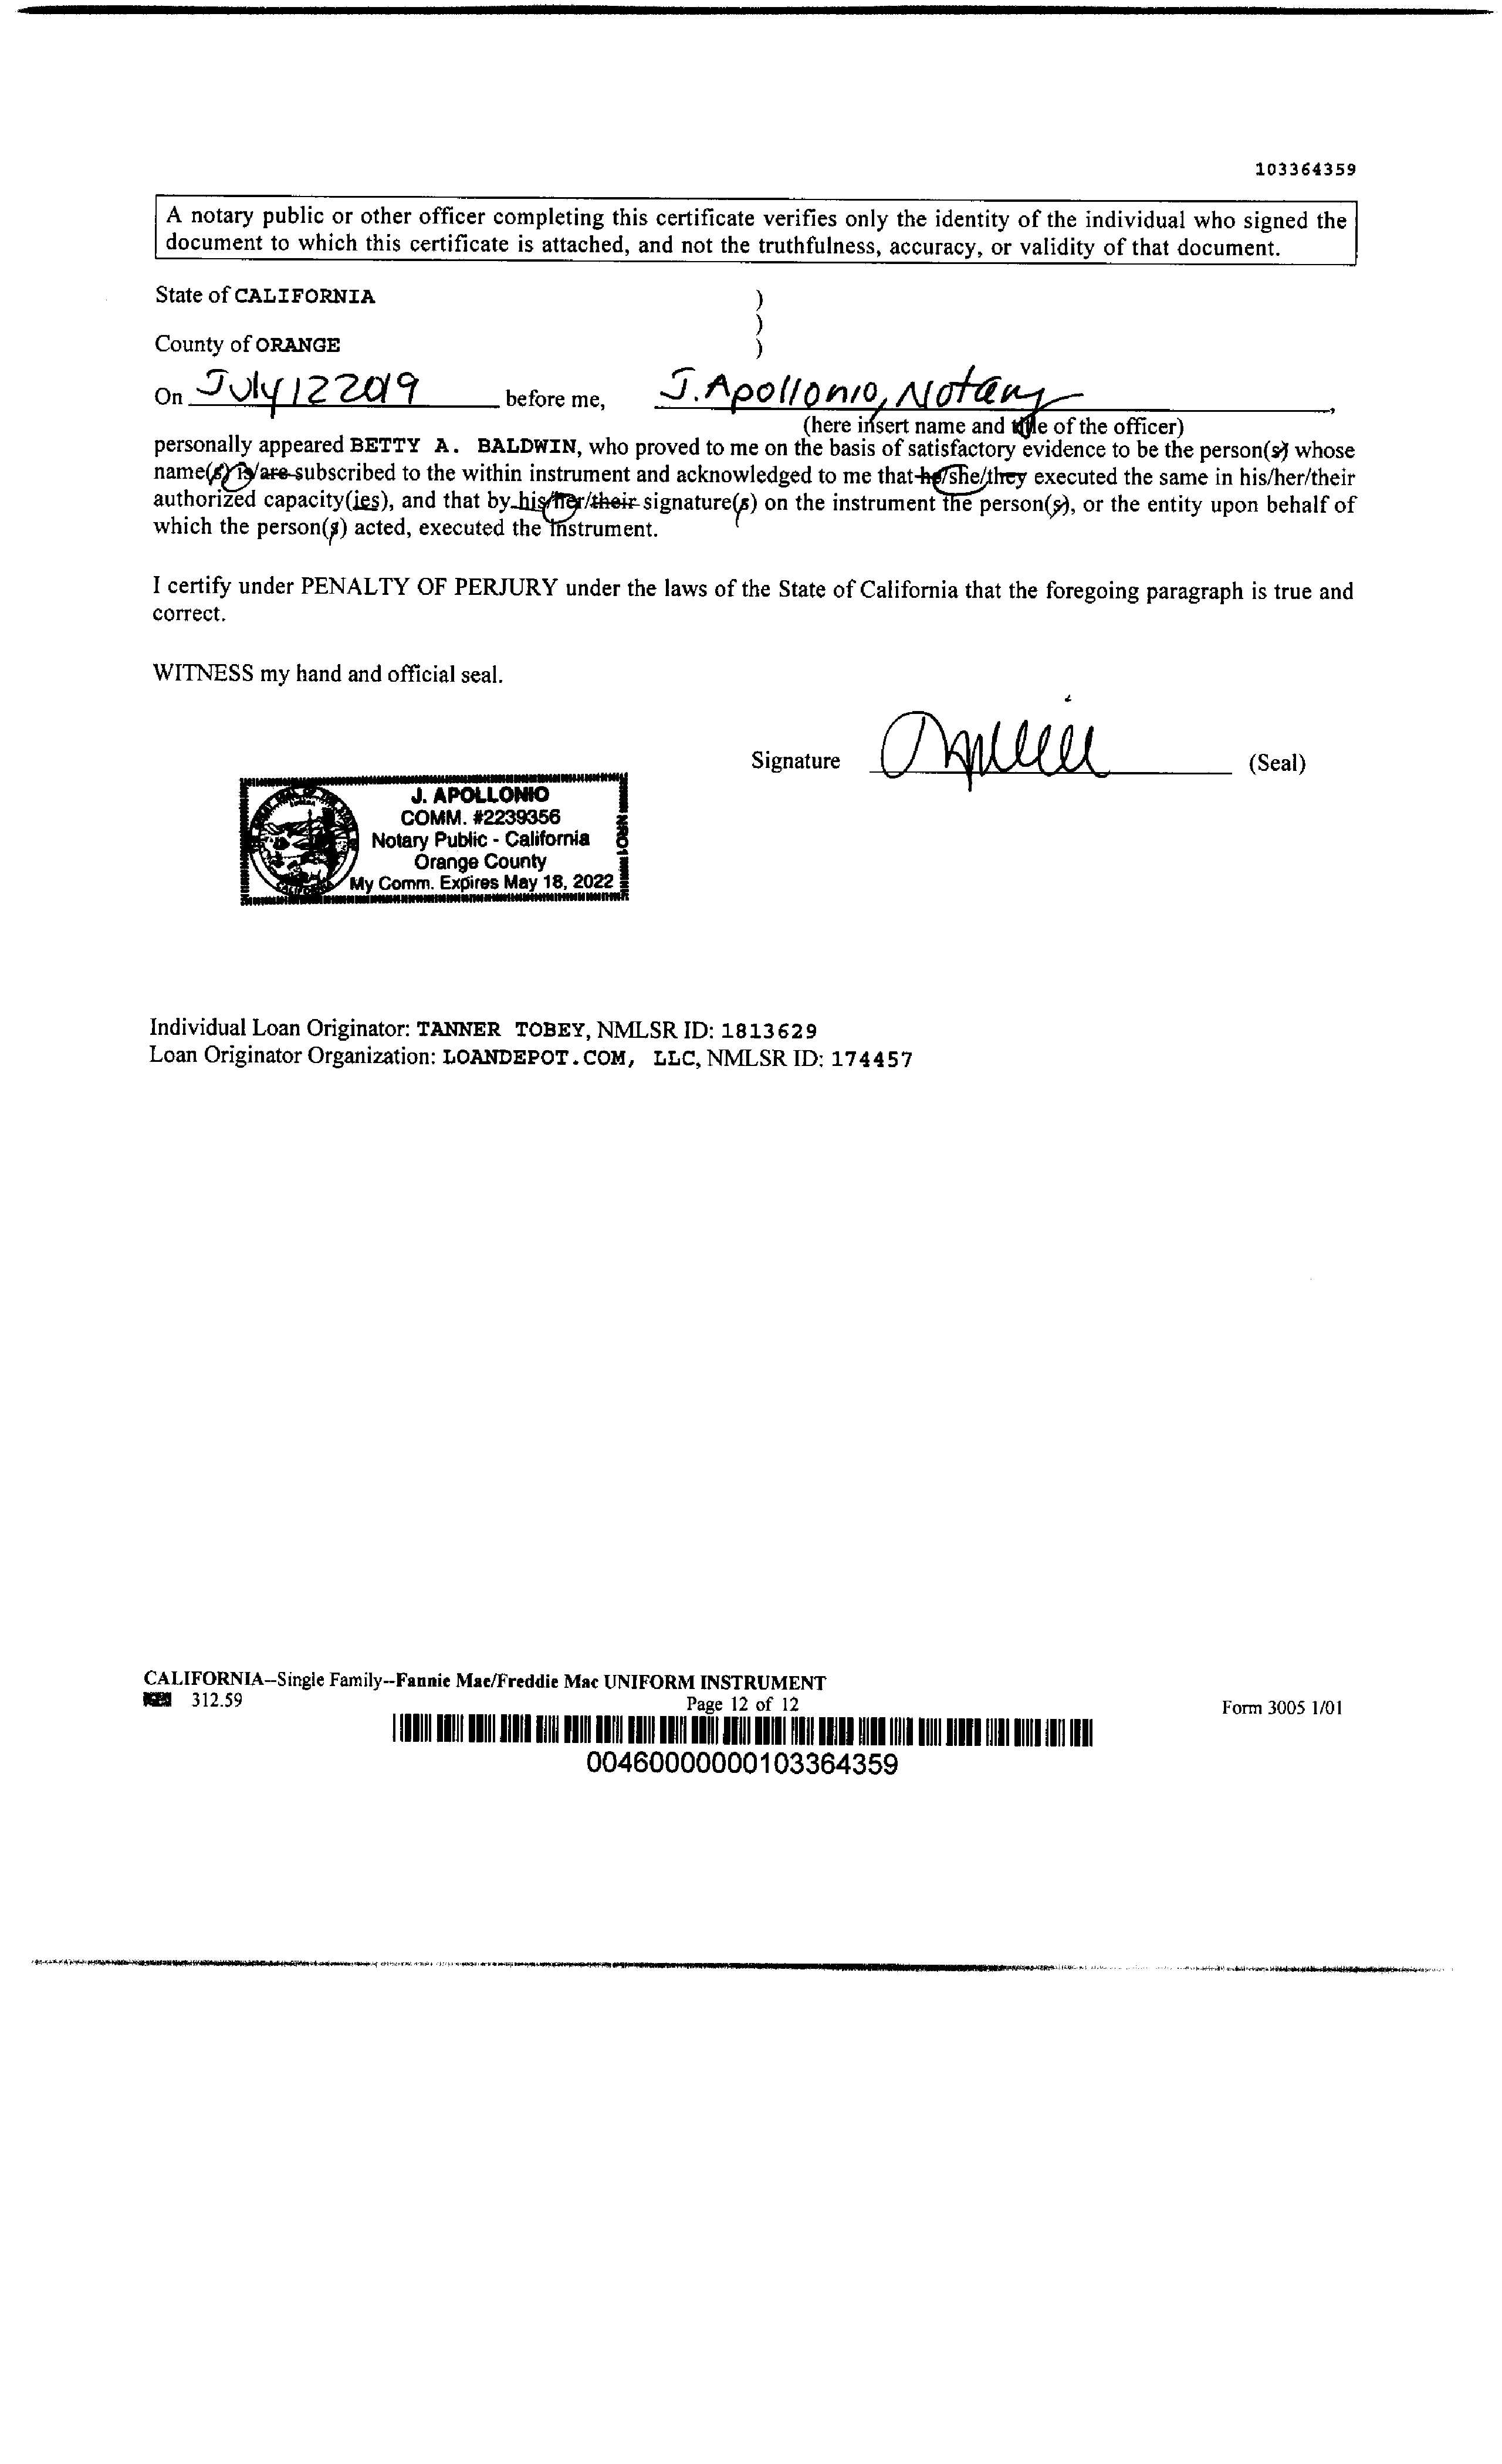 103364359
A notary public or other officer completing this certificate verifies only the identity of the individual who signed the
document to which this certificate is attached, and not the truthfulness, accuracy, or validity of that document.
State of CALIFORNIA )
)
County of ORANGE )
On July 12 2019 before me, J. Apollonio, Notary,
(here insert name and title of the officer)
personally appeared BETTY A. BALDWIN, who proved to me on the basis of satisfactory evidence to be the person(s) whose
name(s) is/are subscribed to the within instrument and acknowledged to me that he/she/they executed the same in his/her/their
authorized capacity(ies), and that by his/her/their signature(s) on the instrument the person(s), or the entity upon behalf of
which the person(s) acted, executed the instrument.
I certify under PENALTY OF PERJURY under the laws of the State of California that the foregoing paragraph is true and
correct.
WITNESS my hand and official seal.
Signature (Seal)
J. APOLLONIO
COMM. #2239356
Notary Public - California
Orange County
My Comm. Expires May 18, 2022
NRO1
Individual Loan Originator: TANNER TOBEY, NMLSR ID: 1813629
Loan Originator Organization: LOANDEPOT.COM, LLC, NMLSR ID: 174457
CALIFORNIA--Single Family--Fannie Mae/Freddie Mac UNIFORM INSTRUMENT
312.59 Page 12 of 12 Form 3005 1/01
00460000000103364359